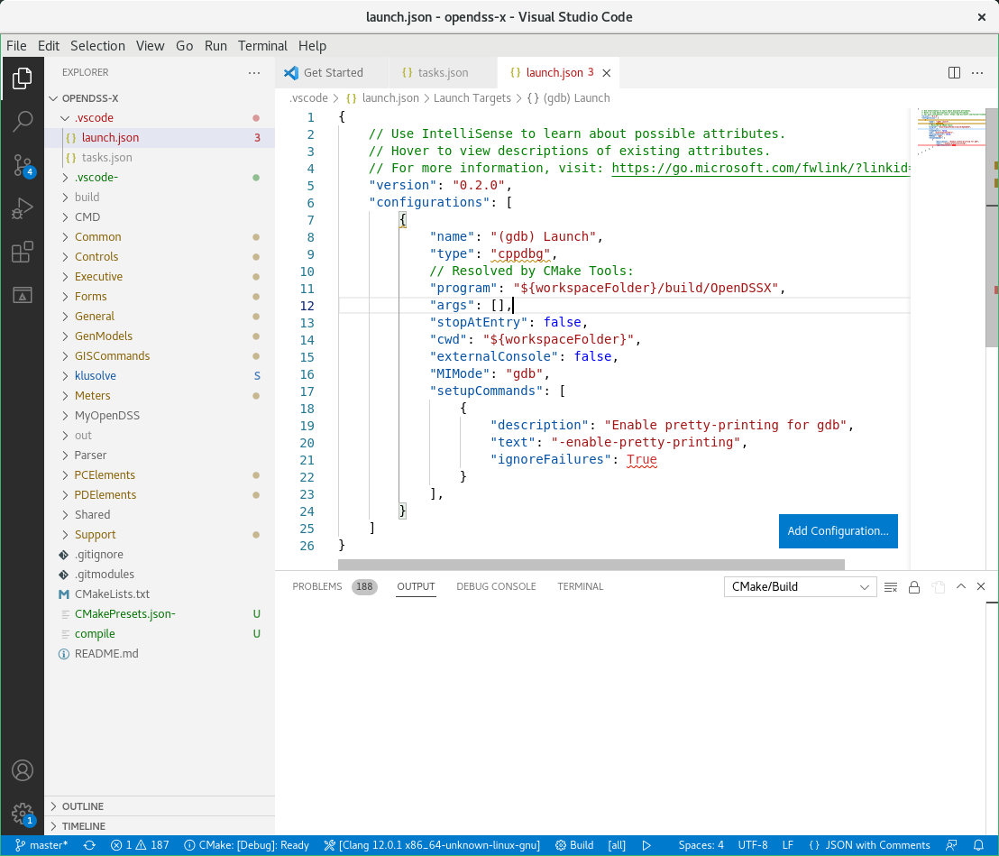 launch.json - opendss-x - Visual Studio Code
File Edit Selection View Go Run Terminal Help
EXPLORER
OPENDSS-X
.vscode
launch.json 3
tasks.json
.vscode-
build
CMD
Common
Controls
Executive
Forms
General
GenModels
GISCommands
klusolve S
Meters
MyOpenDSS
out
Parser
PCElements
PDElements
Shared
Support
.gitignore
.gitmodules
CMakeLists.txt
CMakePresets.json- U
compile U
README.md
OUTLINE
TIMELINE
4
1
Get Started
tasks.json
launch.json 3
.vscode > {} launch.json > Launch Targets > {} (gdb) Launch
1 {
2 // Use IntelliSense to learn about possible attributes.
3 // Hover to view descriptions of existing attributes.
4 // For more information, visit: https://go.microsoft.com/fwlink/?linkid=
5 "version": "0.2.0",
6 "configurations": [
7 {
8 "name": "(gdb) Launch",
9 "type": "cppdbg",
10 // Resolved by CMake Tools:
11 "program": "${workspaceFolder}/build/OpenDSSX",
12 "args": [],
13 "stopAtEntry": false,
14 "cwd": "${workspaceFolder}",
15 "externalConsole": false,
16 "MIMode": "gdb",
17 "setupCommands": [
18 {
19 "description": "Enable pretty-printing for gdb",
20 "text": "-enable-pretty-printing",
21 "ignoreFailures": True
22 }
23 ],
24 }
25 ]
26 }
Add Configuration...
PROBLEMS 188 OUTPUT DEBUG CONSOLE TERMINAL CMake/Build
master* 1 187 CMake: [Debug]: Ready [Clang 12.0.1 x86_64-unknown-linux-gnu] Build [all] Spaces: 4 UTF-8 LF {} JSON with Comments